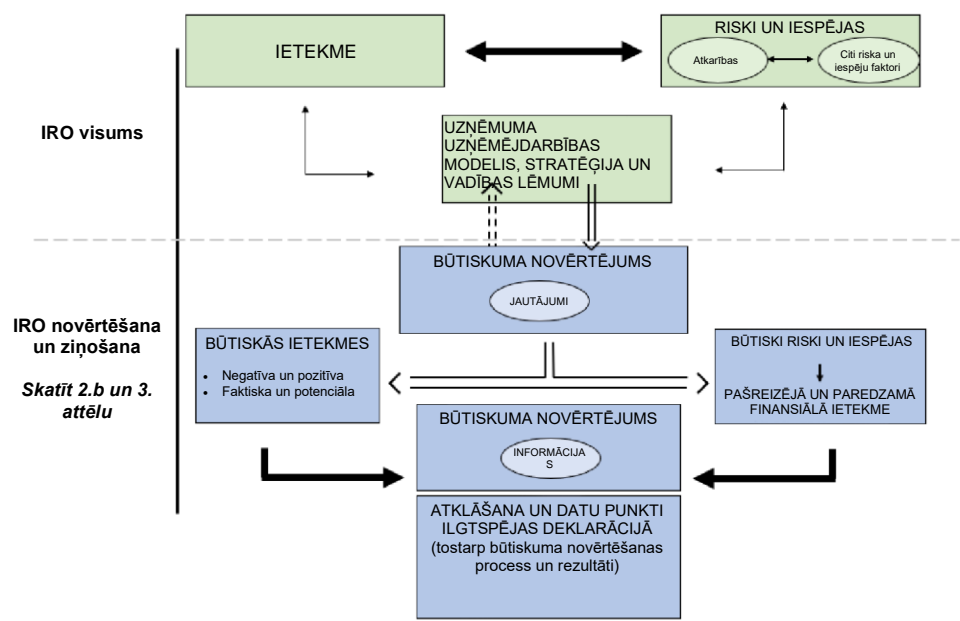 IETEKME
RISKI UN IESPĒJAS
Atkarības
Citi riska un
iespēju faktori
IRO visums
UZŅĒMUMA
UZŅĒMĒJDARBĪBAS
MODELIS, STRATĒĢIJA UN
VADĪBAS LĒMUMI
BŪTISKUMA NOVĒRTĒJUMS
JAUTĀJUMI
IRO novērtēšana
un ziņošana
Skatīt 2.b un 3.
attēlu
BŪTISKĀS IETEKMES
• Negatīva un pozitīva
• Faktiska un potenciāla
BŪTISKI RISKI UN IESPĒJAS
PAŠREIZĒJĀ UN PAREDZAMĀ
FINANSIĀLĀ IETEKME
BŪTISKUMA NOVĒRTĒJUMS
INFORMĀCIJA
S
ATKLĀŠANA UN DATU PUNKTI
ILGTSPĒJAS DEKLARĀCIJĀ
(tostarp būtiskuma novērtēšanas
process un rezultāti)